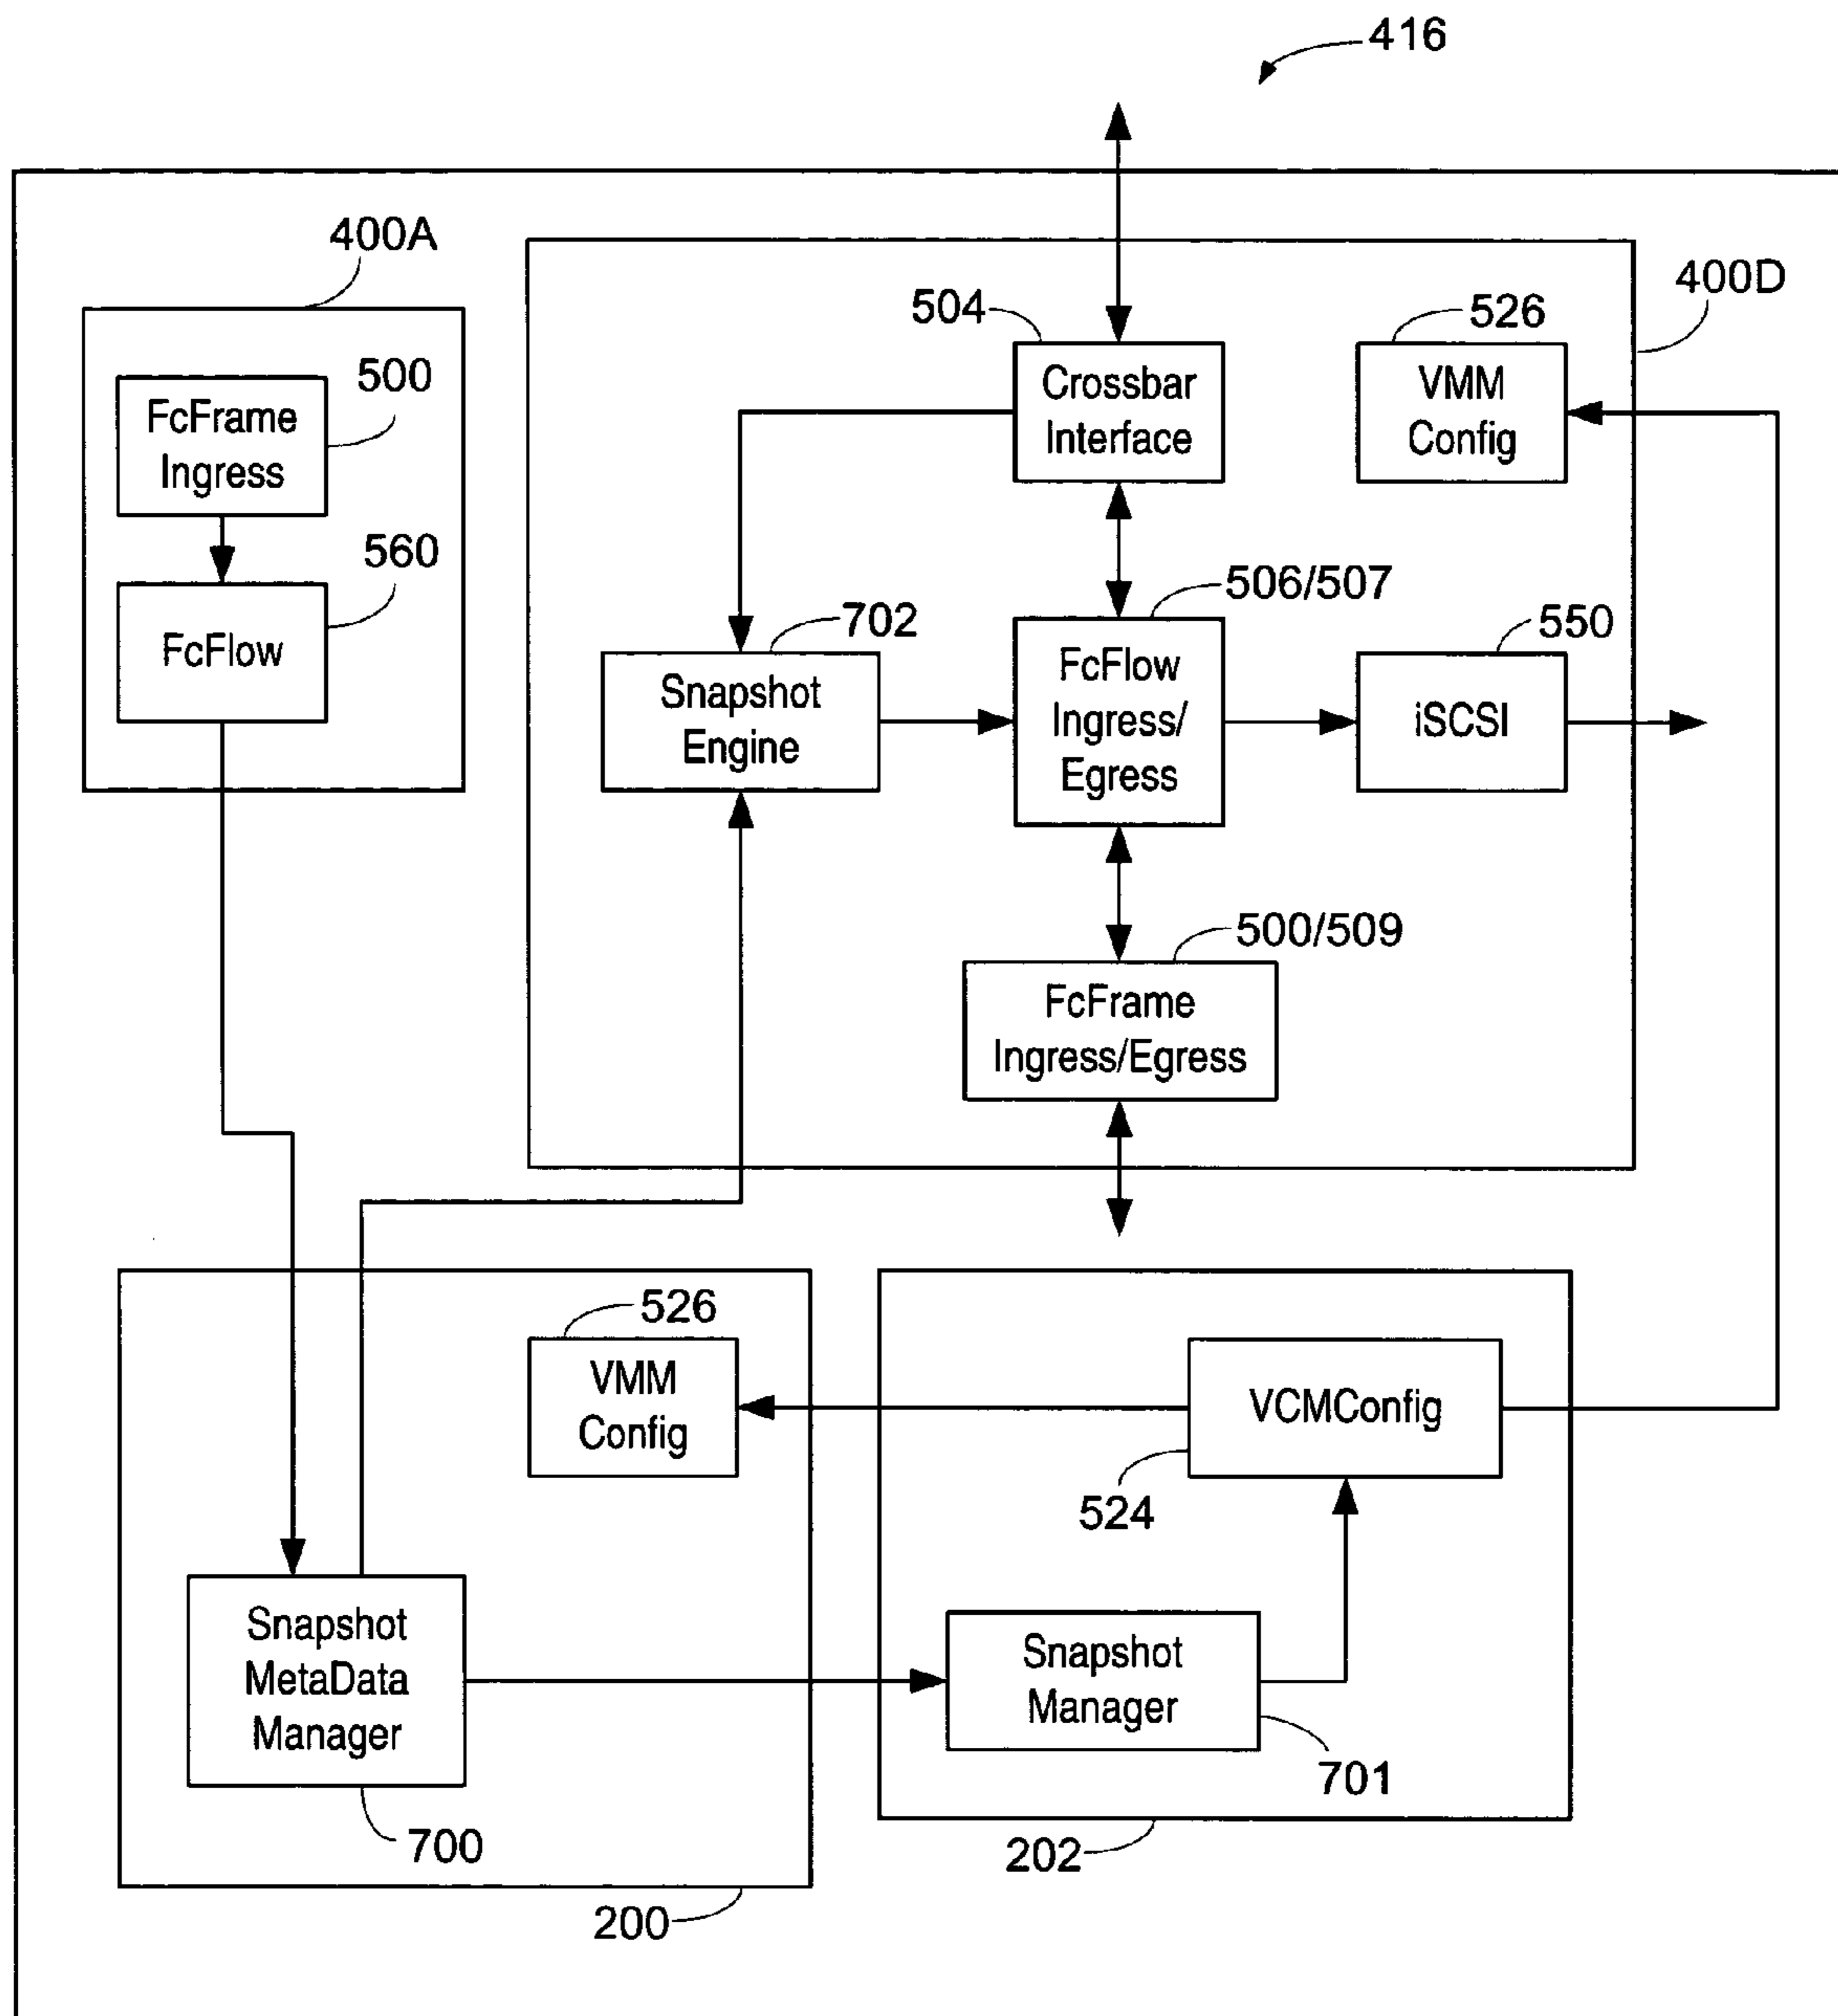 416
400A
400D
504
526
Crossbar
Interface
VMM
Config
500
FcFrame
Ingress
560
FcFlow
506/507
702
550
FcFlow
Ingress/
Egress
Snapshot
Engine
iSCSI
500/509
FcFrame
Ingress/Egress
526
VMM
Config
VCMConfig
524
Snapshot
MetaData
Manager
Snapshot
Manager
701
700
202
200